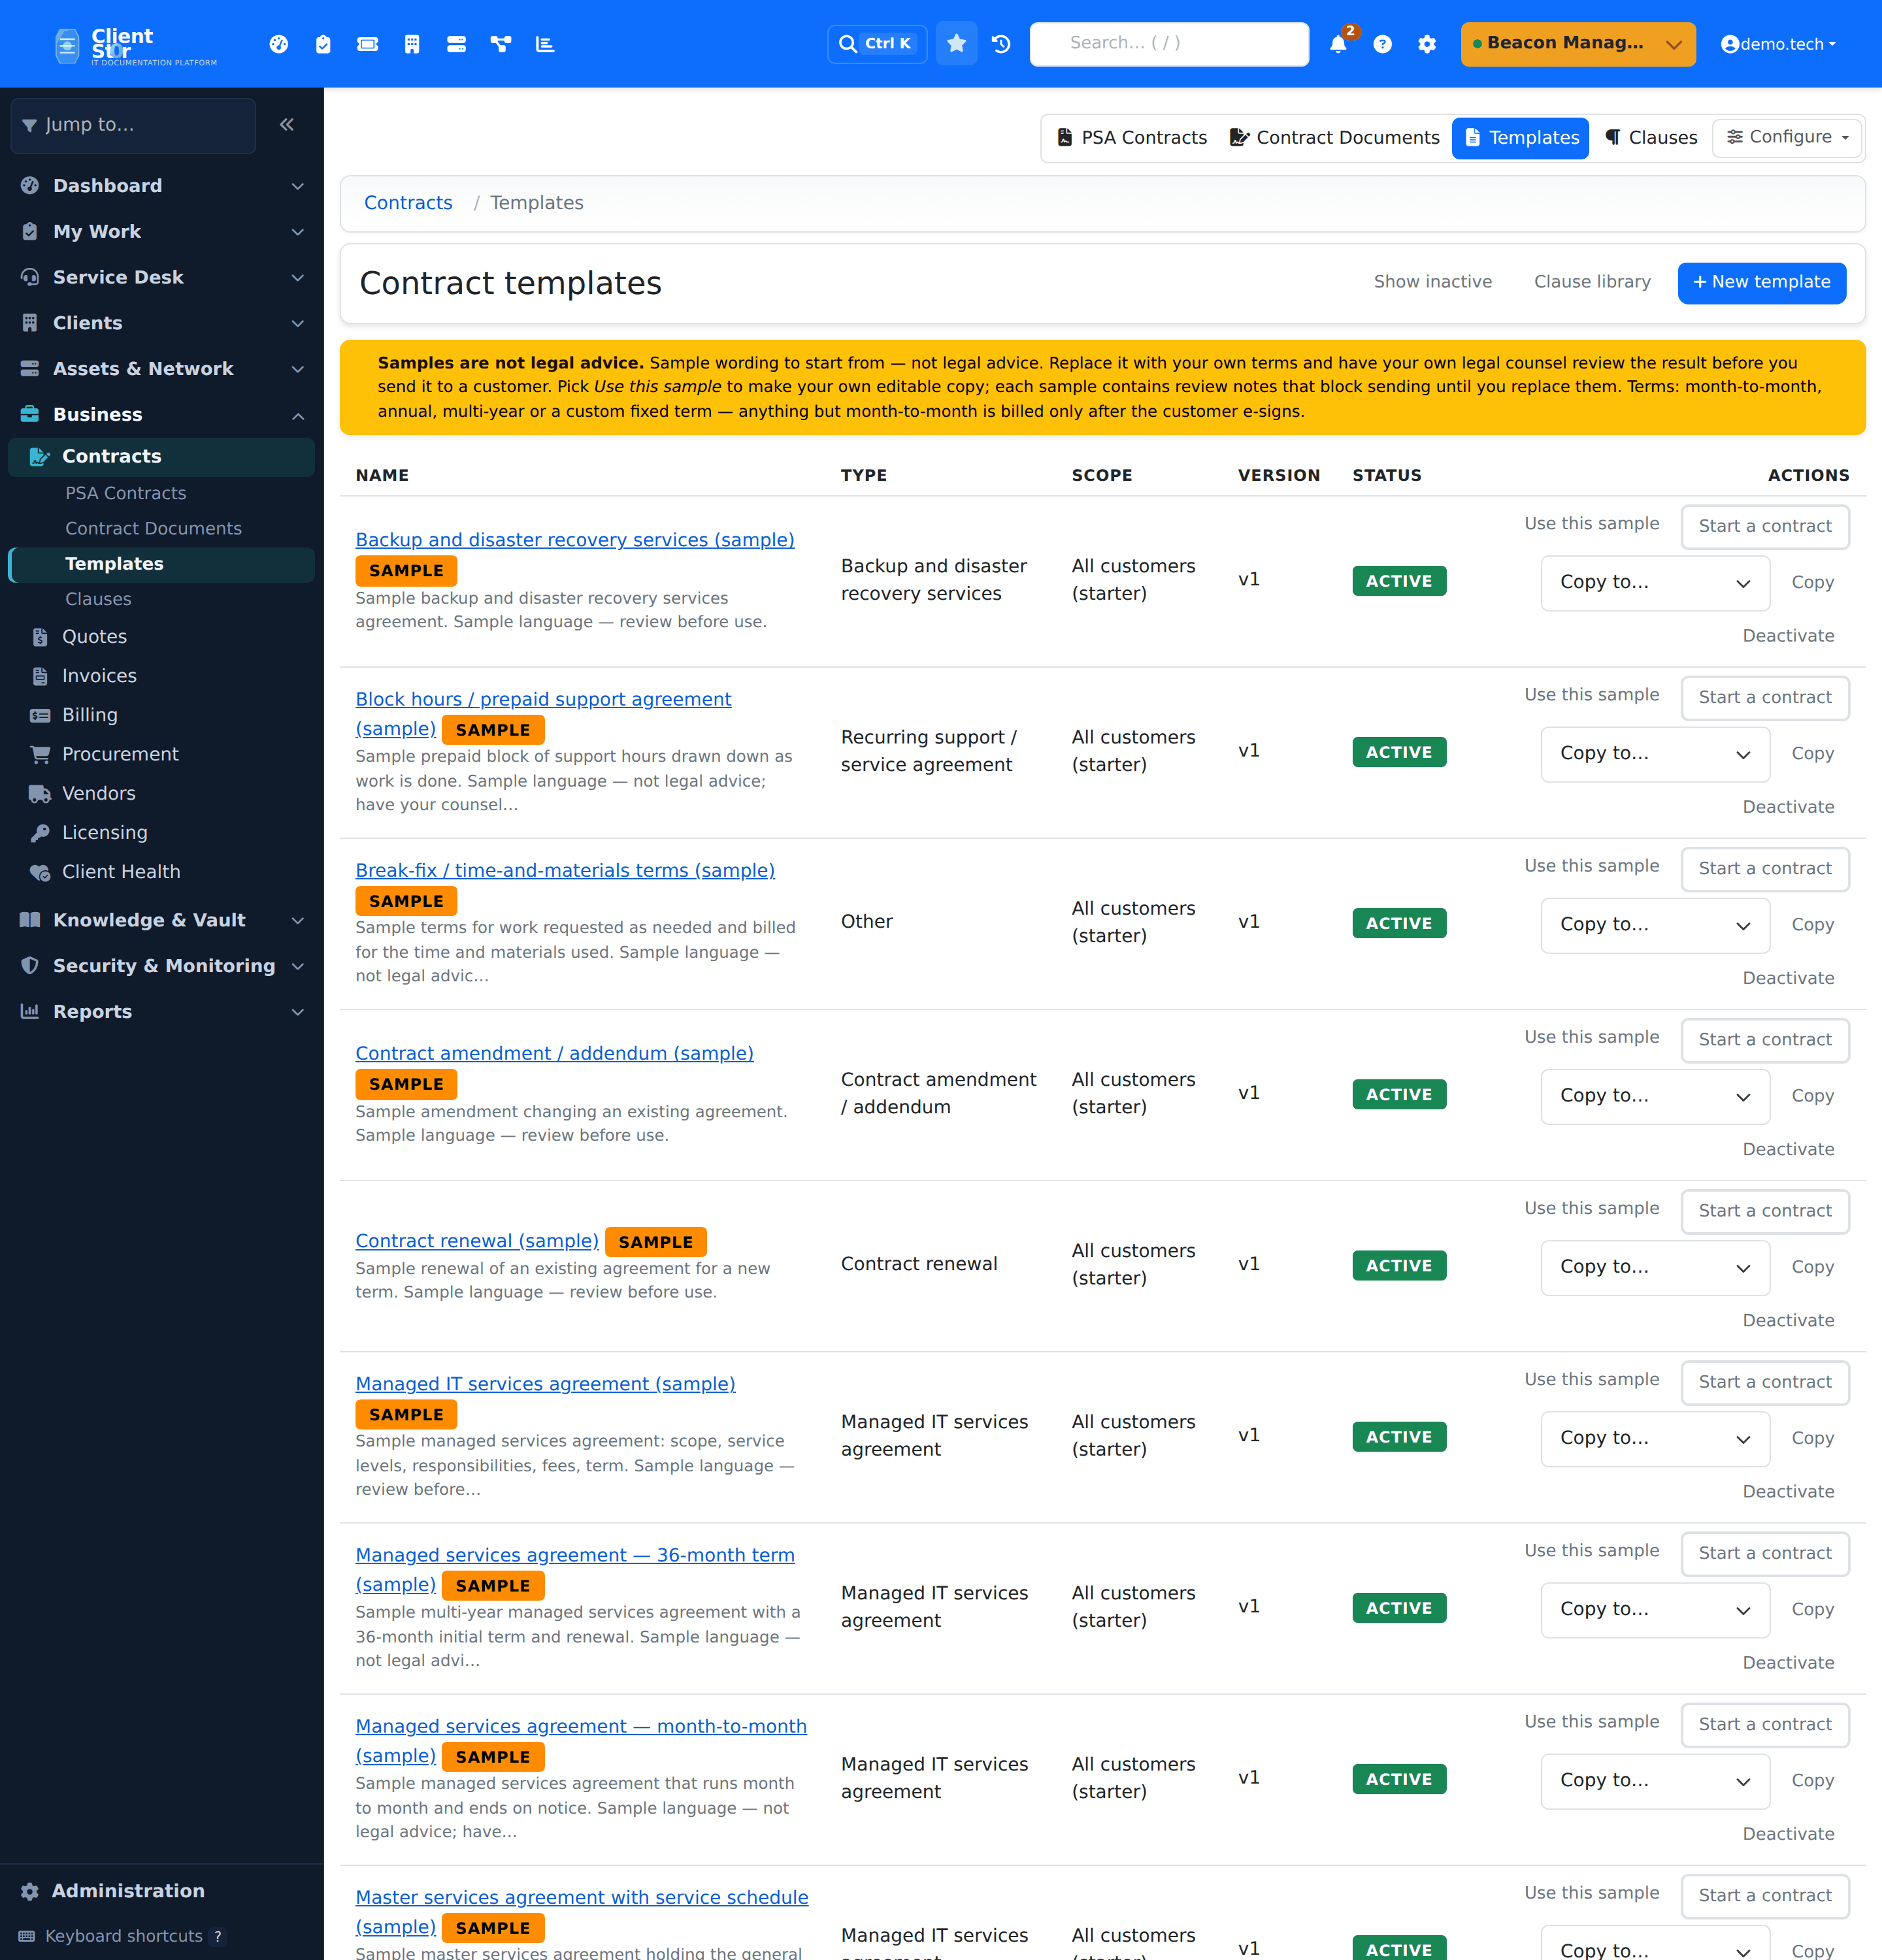 Client
St0r
IT DOCUMENTATION PLATFORM
Ctrl K
Search... ( / )
2
Beacon Manag...
demo.tech
Jump to...
Dashboard
My Work
Service Desk
Clients
Assets & Network
Business
Contracts
PSA Contracts
Contract Documents
Templates
Clauses
Quotes
Invoices
Billing
Procurement
Vendors
Licensing
Client Health
Knowledge & Vault
Security & Monitoring
Reports
Administration
Keyboard shortcuts ?
PSA Contracts
Contract Documents
Templates
Clauses
Configure
Contracts / Templates
Contract templates
Show inactive
Clause library
+ New template
Samples are not legal advice. Sample wording to start from — not legal advice. Replace it with your own terms and have your own legal counsel review the result before you
send it to a customer. Pick Use this sample to make your own editable copy; each sample contains review notes that block sending until you replace them. Terms: month-to-month,
annual, multi-year or a custom fixed term — anything but month-to-month is billed only after the customer e-signs.
NAME TYPE SCOPE VERSION STATUS ACTIONS
Backup and disaster recovery services (sample)
SAMPLE
Sample backup and disaster recovery services
agreement. Sample language — review before use.
Backup and disaster
recovery services
All customers
(starter)
v1
ACTIVE
Use this sample
Start a contract
Copy to...
Copy
Deactivate
Block hours / prepaid support agreement
(sample) SAMPLE
Sample prepaid block of support hours drawn down as
work is done. Sample language — not legal advice;
have your counsel...
Recurring support /
service agreement
All customers
(starter)
v1
ACTIVE
Use this sample
Start a contract
Copy to...
Copy
Deactivate
Break-fix / time-and-materials terms (sample)
SAMPLE
Sample terms for work requested as needed and billed
for the time and materials used. Sample language —
not legal advic...
Other
All customers
(starter)
v1
ACTIVE
Use this sample
Start a contract
Copy to...
Copy
Deactivate
Contract amendment / addendum (sample)
SAMPLE
Sample amendment changing an existing agreement.
Sample language — review before use.
Contract amendment
/ addendum
All customers
(starter)
v1
ACTIVE
Use this sample
Start a contract
Copy to...
Copy
Deactivate
Contract renewal (sample) SAMPLE
Sample renewal of an existing agreement for a new
term. Sample language — review before use.
Contract renewal
All customers
(starter)
v1
ACTIVE
Use this sample
Start a contract
Copy to...
Copy
Deactivate
Managed IT services agreement (sample)
SAMPLE
Sample managed services agreement: scope, service
levels, responsibilities, fees, term. Sample language —
review before...
Managed IT services
agreement
All customers
(starter)
v1
ACTIVE
Use this sample
Start a contract
Copy to...
Copy
Deactivate
Managed services agreement — 36-month term
(sample) SAMPLE
Sample multi-year managed services agreement with a
36-month initial term and renewal. Sample language —
not legal advi...
Managed IT services
agreement
All customers
(starter)
v1
ACTIVE
Use this sample
Start a contract
Copy to...
Copy
Deactivate
Managed services agreement — month-to-month
(sample) SAMPLE
Sample managed services agreement that runs month
to month and ends on notice. Sample language — not
legal advice; have...
Managed IT services
agreement
All customers
(starter)
v1
ACTIVE
Use this sample
Start a contract
Copy to...
Copy
Deactivate
Master services agreement with service schedule
(sample) SAMPLE
Sample master services agreement holding the general
Managed IT services
agreement
All customers
(starter)
v1
ACTIVE
Use this sample
Start a contract
Copy to...
Copy